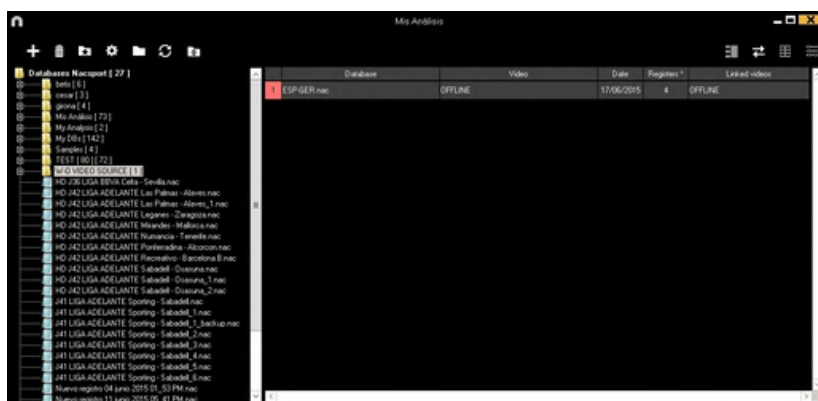 Mis Análisis
Databases Nacsport [ 27 ]
betis [ 6 ]
cesar [ 3 ]
girona [ 4 ]
Mis Análisis [ 73 ]
My Analysis [ 2 ]
My DBs [ 142 ]
Samples [ 4 ]
TEST [ 80 ] [ 72 ]
W-O VIDEO SOURCE [ 1 ]
HD J36 LIGA BBVA Celta - Sevilla.nac
HD J42 LIGA ADELANTE Las Palmas - Alaves.nac
HD J42 LIGA ADELANTE Las Palmas - Alaves_1.nac
HD J42 LIGA ADELANTE Leganes - Zaragoza.nac
HD J42 LIGA ADELANTE Mirandes - Mallorca.nac
HD J42 LIGA ADELANTE Numancia - Tenerife.nac
HD J42 LIGA ADELANTE Ponferradina - Alcorcon.nac
HD J42 LIGA ADELANTE Recreativo - Barcelona B.nac
HD J42 LIGA ADELANTE Sabadell - Osasuna.nac
HD J42 LIGA ADELANTE Sabadell - Osasuna_1.nac
HD J42 LIGA ADELANTE Sabadell - Osasuna_2.nac
J41 LIGA ADELANTE Sporting - Sabadell.nac
J41 LIGA ADELANTE Sporting - Sabadell_1.nac
J41 LIGA ADELANTE Sporting - Sabadell_1_backup.nac
J41 LIGA ADELANTE Sporting - Sabadell_2.nac
J41 LIGA ADELANTE Sporting - Sabadell_3.nac
J41 LIGA ADELANTE Sporting - Sabadell_4.nac
J41 LIGA ADELANTE Sporting - Sabadell_5.nac
J41 LIGA ADELANTE Sporting - Sabadell_6.nac
Nuevo registro 04 junio 2015 01_53 PM.nac
Nuevo registro 11 junio 2015 05_41 PM.nac
Database Video Date Registers * Linked videos
1 ESP-GER.nac OFFLINE 17/06/2015 4 OFFLINE